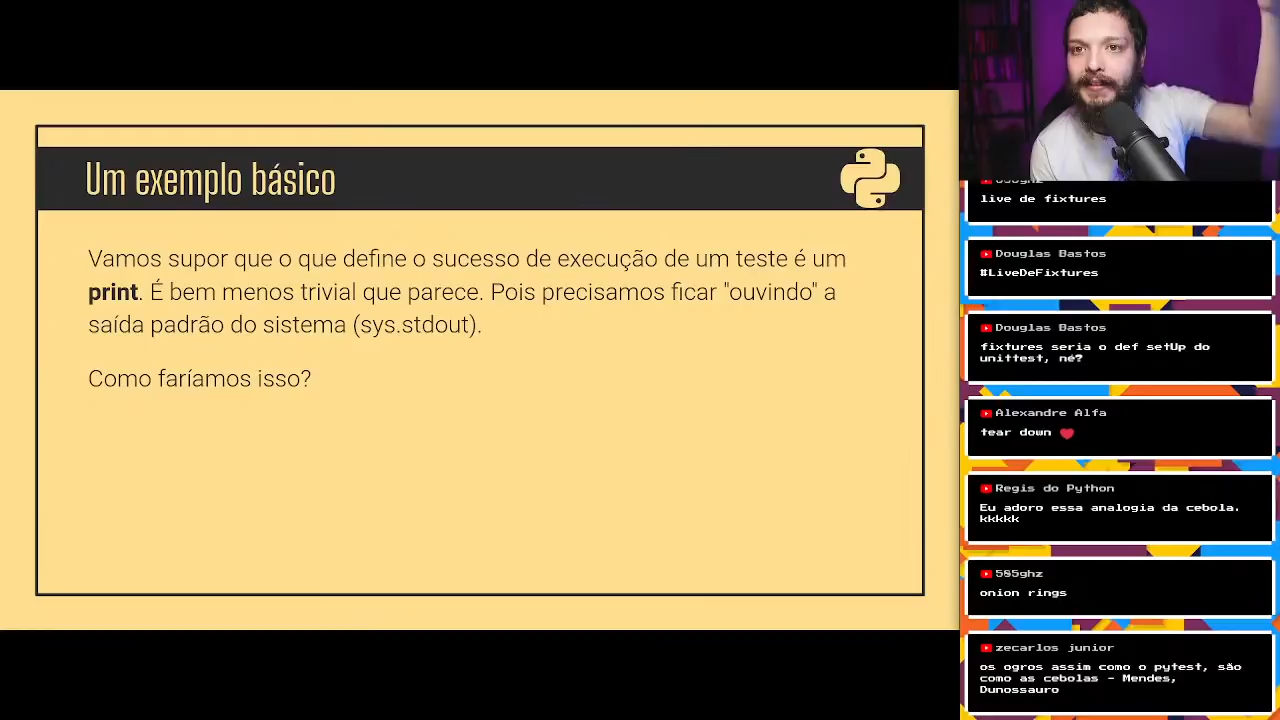 Um exemplo básico
Vamos supor que o que define o sucesso de execução de um teste é um
print. É bem menos trivial que parece. Pois precisamos ficar "ouvindo" a
saída padrão do sistema (sys.stdout).
Como faríamos isso?
live de fixtures
Douglas Bastos
#LiveDeFixtures
Douglas Bastos
fixtures seria o def setUp do
unittest, né?
Alexandre Alfa
tear down ❤️
Regis do Python
Eu adoro essa analogia da cebola.
kkkkk
585ghz
onion rings
zecarlos junior
os ogros assim como o pytest, são
como as cebolas - Mendes,
Dunossauro